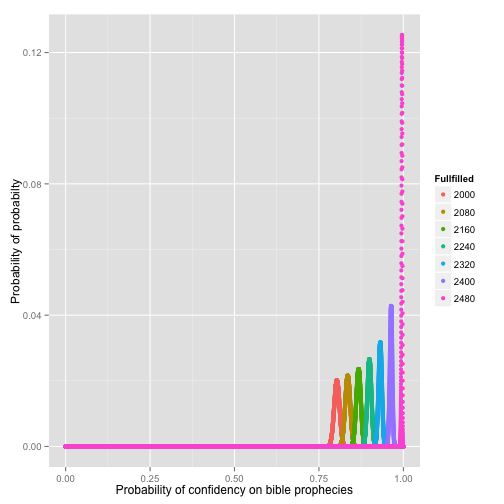 0.12
0.08
0.04
0.00
Probability of probabilty
0.00 0.25 0.50 0.75 1.00
Probability of confidency on bible prophecies
Fullfilled
2000
2080
2160
2240
2320
2400
2480